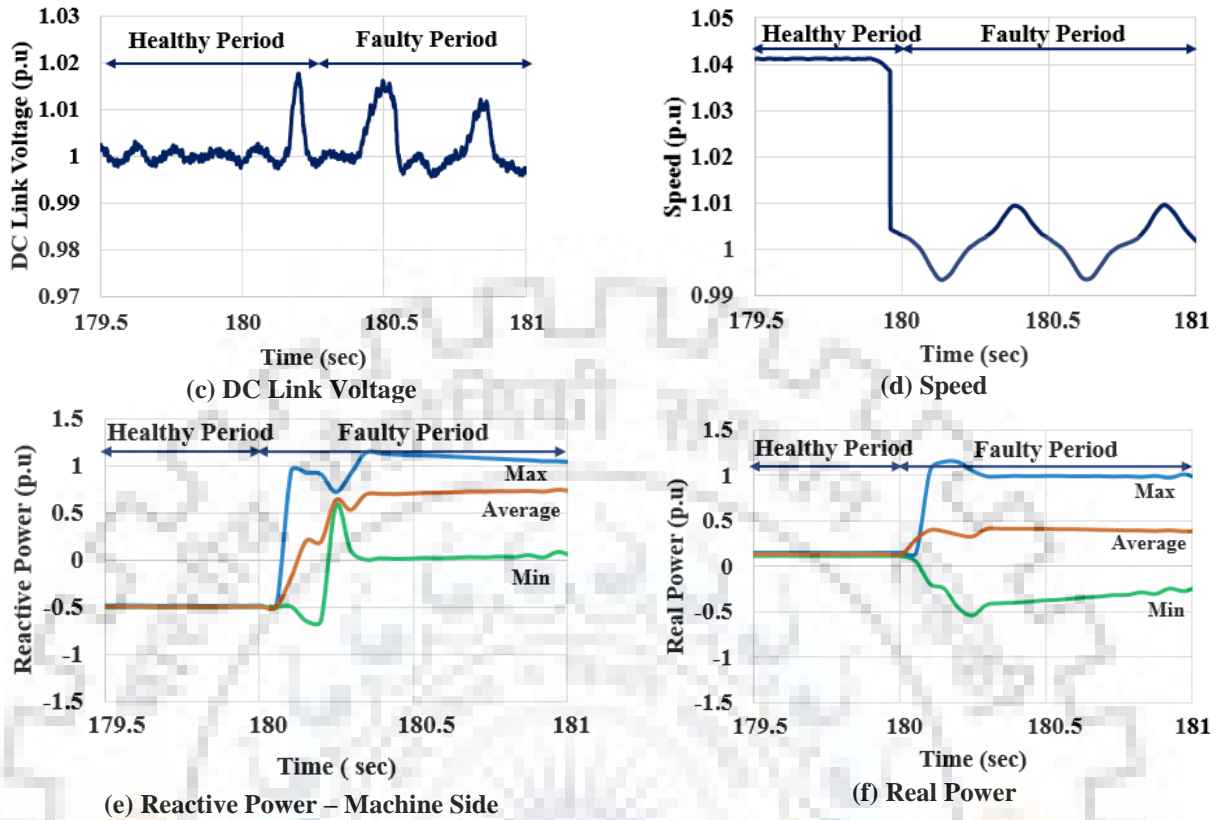 1.03
1.02
1.01
1
0.99
0.98
0.97
DC Link Voltage (p.u)
Healthy Period
Faulty Period
179.5
180
180.5
181
Time (sec)
(c) DC Link Voltage
1.05
1.04
1.03
1.02
1.01
1
0.99
Speed (p.u)
Healthy Period
Faulty Period
179.5
180
180.5
181
Time (sec)
(d) Speed
1.5
1
0.5
0
-0.5
-1
-1.5
Reactive Power (p.u)
Healthy Period
Faulty Period
Max
Average
Min
179.5
180
180.5
181
Time ( sec)
(e) Reactive Power – Machine Side
1.5
1
0.5
0
-0.5
-1
-1.5
Real Power (p.u)
Healthy Period
Faulty Period
Max
Average
Min
179.5
180
180.5
181
Time (sec)
(f) Real Power